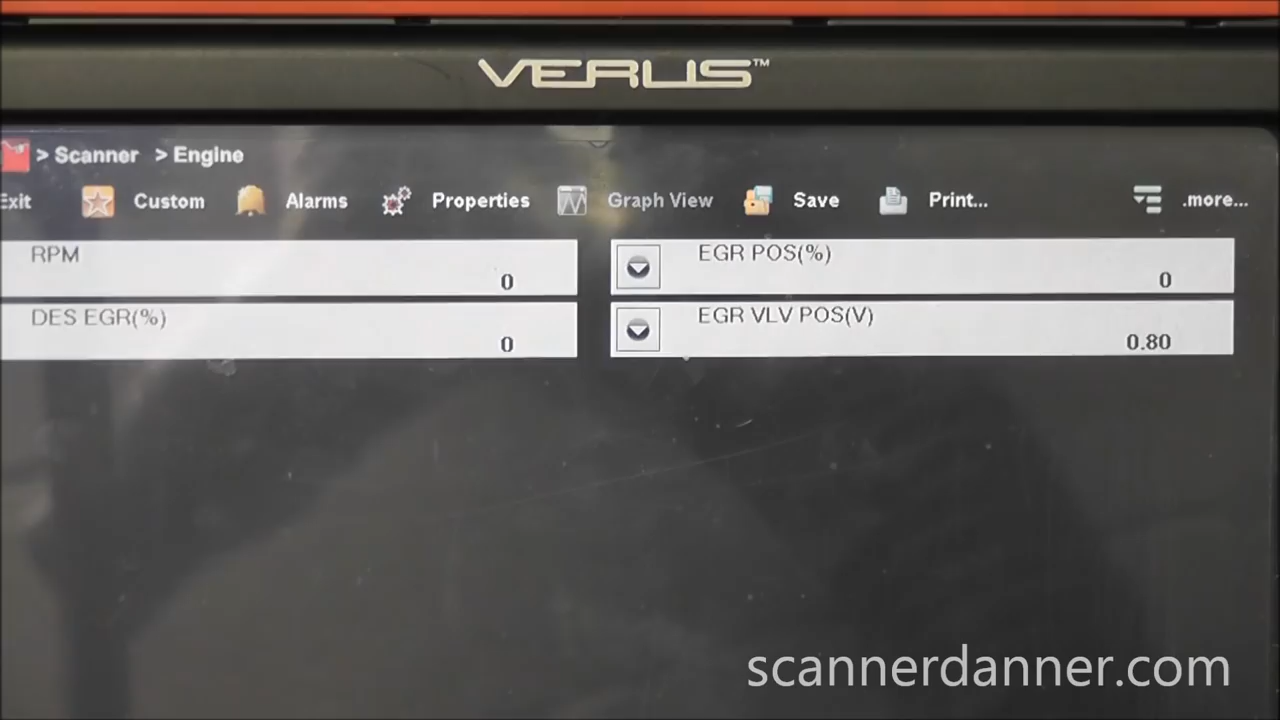 VERUS™
> Scanner > Engine
Exit Custom Alarms Properties Graph View Save Print... .more...
RPM 0 EGR POS(%) 0
DES EGR(%) 0 EGR VLV POS(V) 0.80
scannerdanner.com